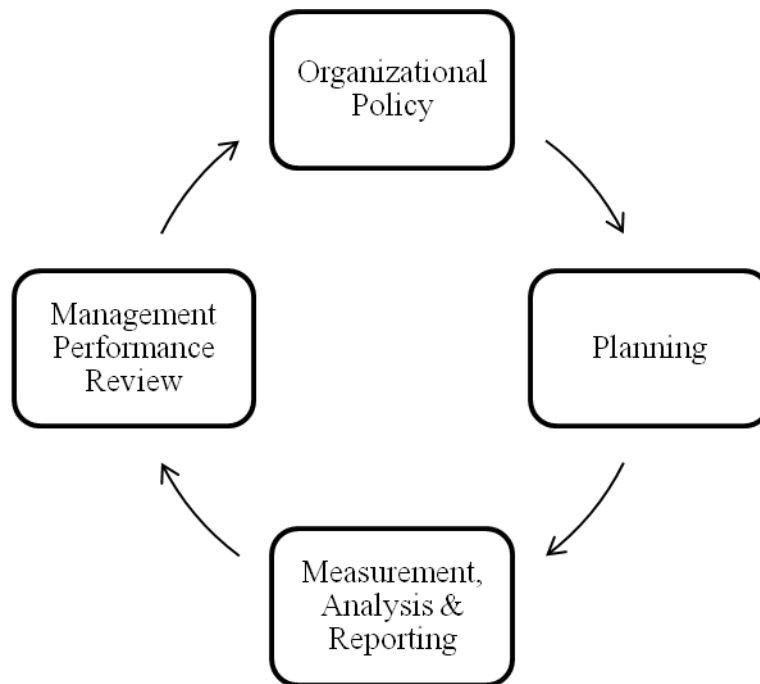 Organizational
Policy
Planning
Measurement,
Analysis &
Reporting
Management
Performance
Review